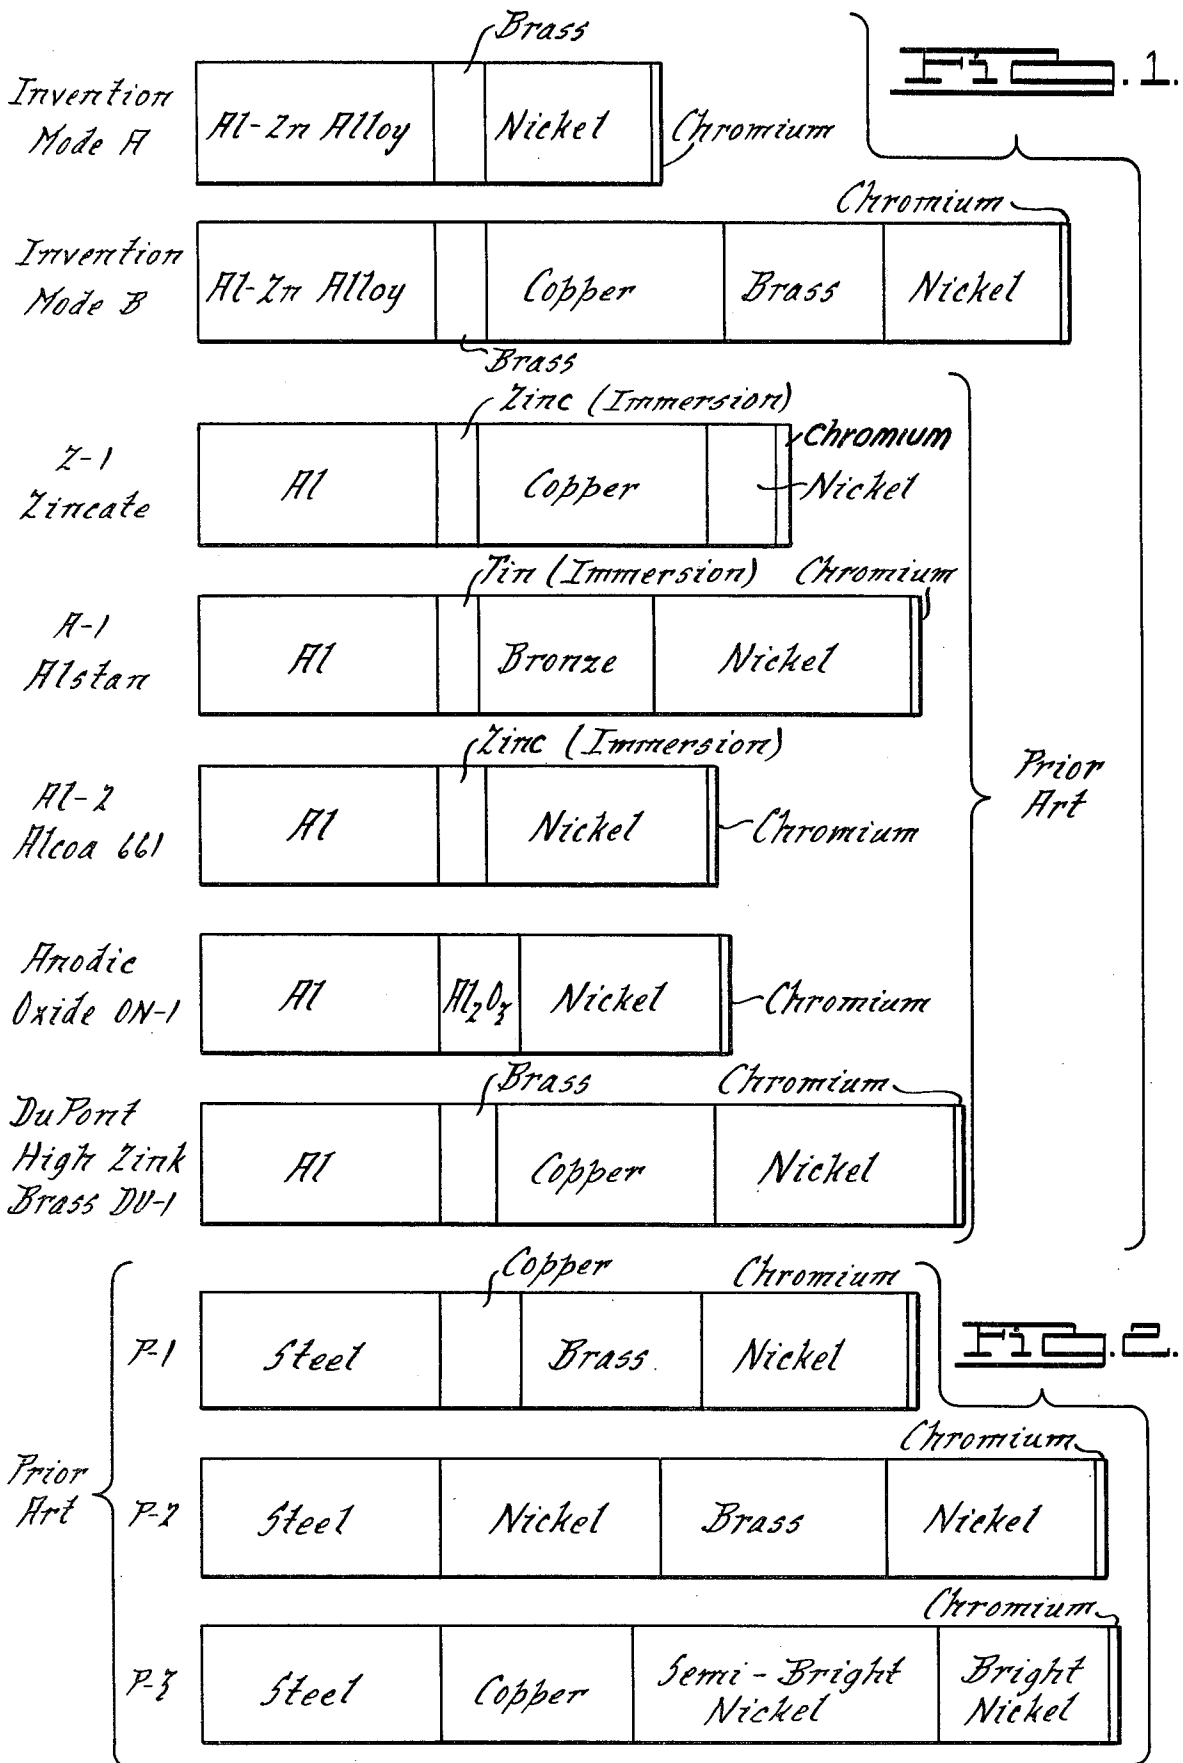 Fig. 1.
Brass
Invention
Mode A
Al-Zn Alloy
Nickel
Chromium
Chromium
Invention
Mode B
Al-Zn Alloy
Copper
Brass
Nickel
Brass
Zinc (Immersion)
Z-1
Zincate
Al
Copper
Chromium
Nickel
Tin (Immersion)
Chromium
A-1
Alstan
Al
Bronze
Nickel
Zinc (Immersion)
Al-2
Alcoa 661
Al
Nickel
Chromium
Prior
Art
Anodic
Oxide ON-1
Al
Al₂O₃
Nickel
Chromium
Brass
Chromium
DuPont
High Zink
Brass DU-1
Al
Copper
Nickel
Fig. 2.
Copper
Chromium
P-1
Steel
Brass
Nickel
Chromium
Prior
Art
P-2
Steel
Nickel
Brass
Nickel
Chromium
P-3
Steel
Copper
Semi-Bright
Nickel
Bright
Nickel